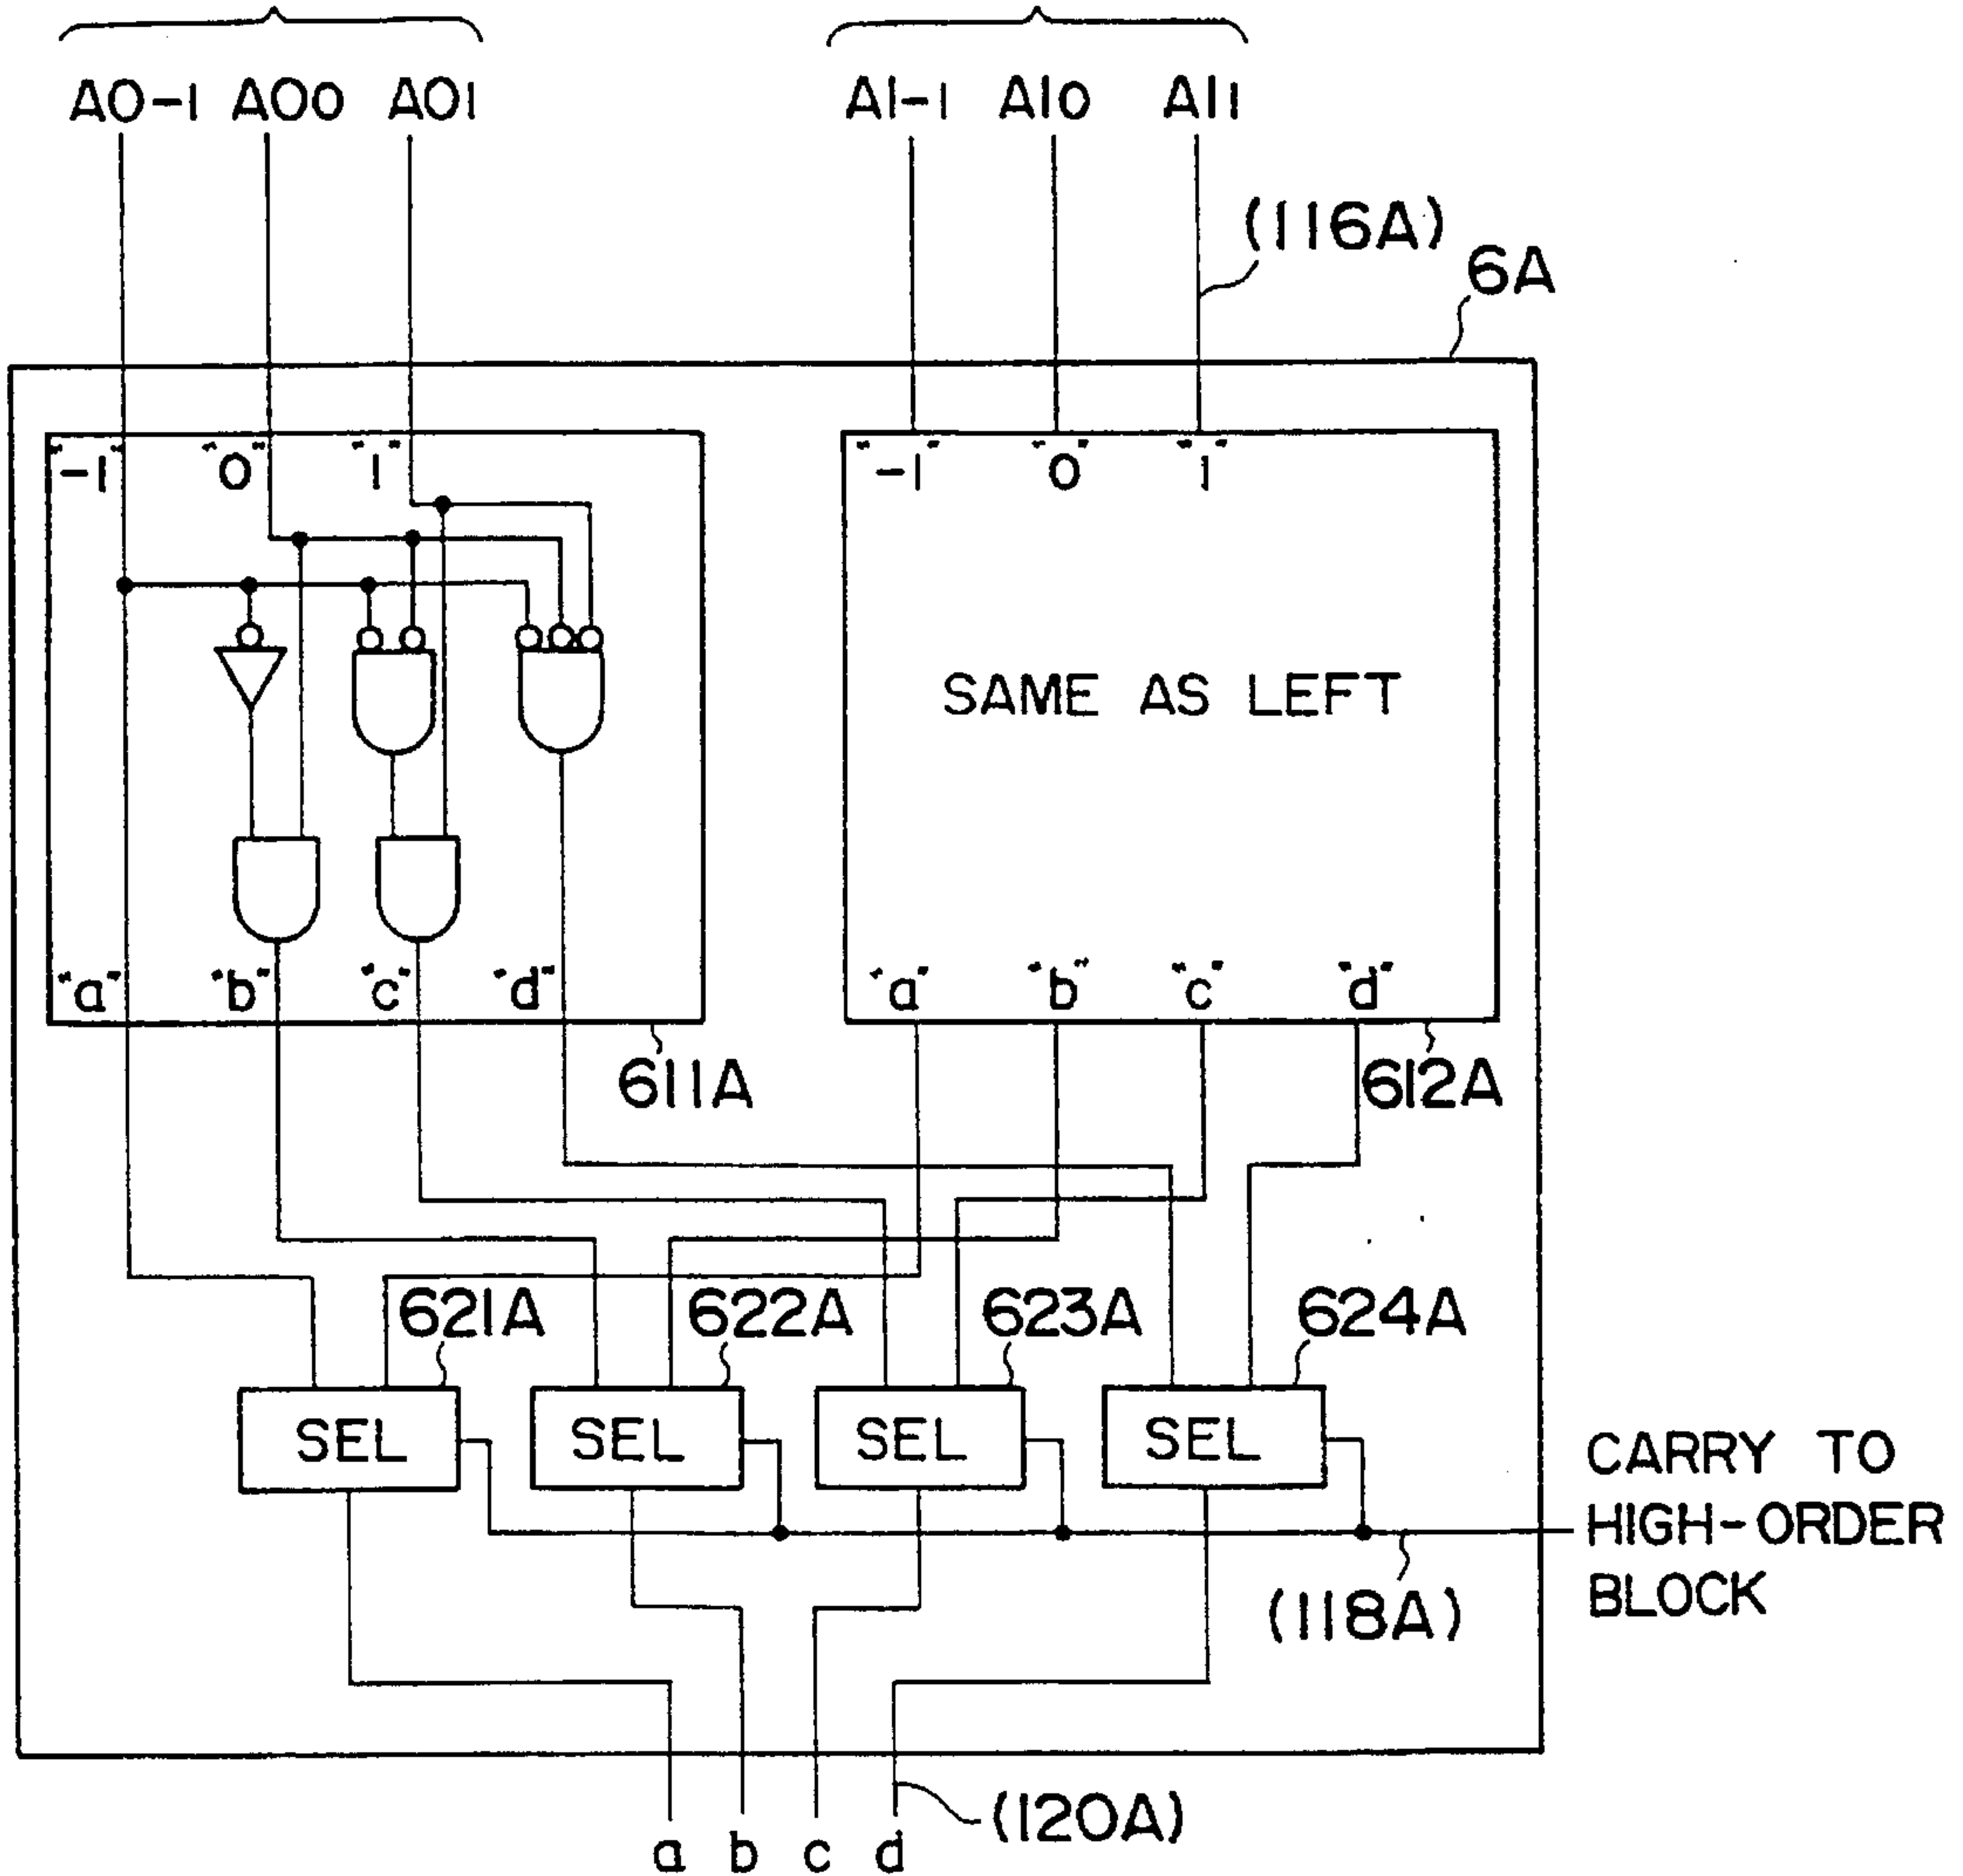 A0-1 A00 A01 A1-1 A10 A11
(116A)
6A
"-1" "0" "1" "-1" "0" "1"
SAME AS LEFT
"a" "b" "c" "d" "a" "b" "c" "d"
611A 612A
621A 622A 623A 624A
SEL SEL SEL SEL
CARRY TO
HIGH-ORDER
BLOCK
(118A)
(120A)
a b c d